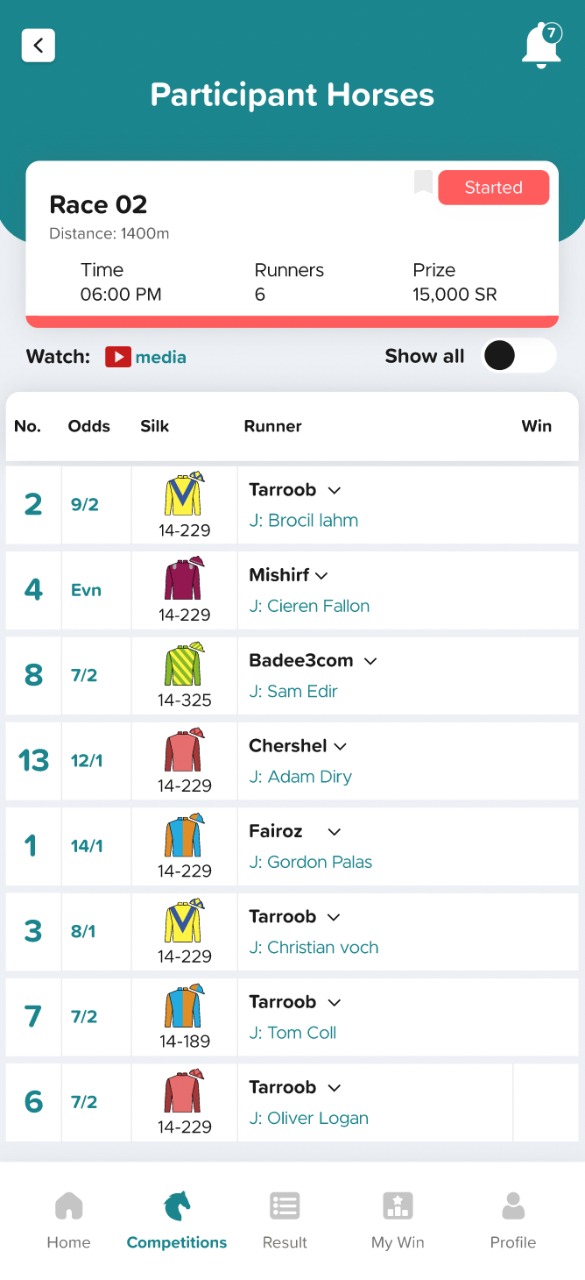 7
Participant Horses
Started
Race 02
Distance: 1400m
Time Runners Prize
06:00 PM 6 15,000 SR
Watch: media Show all
No. Odds Silk Runner Win
2 9/2 14-229 Tarroob
J: Brocil lahm
4 Evn 14-229 Mishirf
J: Cieren Fallon
8 7/2 14-325 Badee3com
J: Sam Edir
13 12/1 14-229 Chershel
J: Adam Diry
1 14/1 14-229 Fairoz
J: Gordon Palas
3 8/1 14-229 Tarroob
J: Christian voch
7 7/2 14-189 Tarroob
J: Tom Coll
6 7/2 14-229 Tarroob
J: Oliver Logan
Home Competitions Result My Win Profile